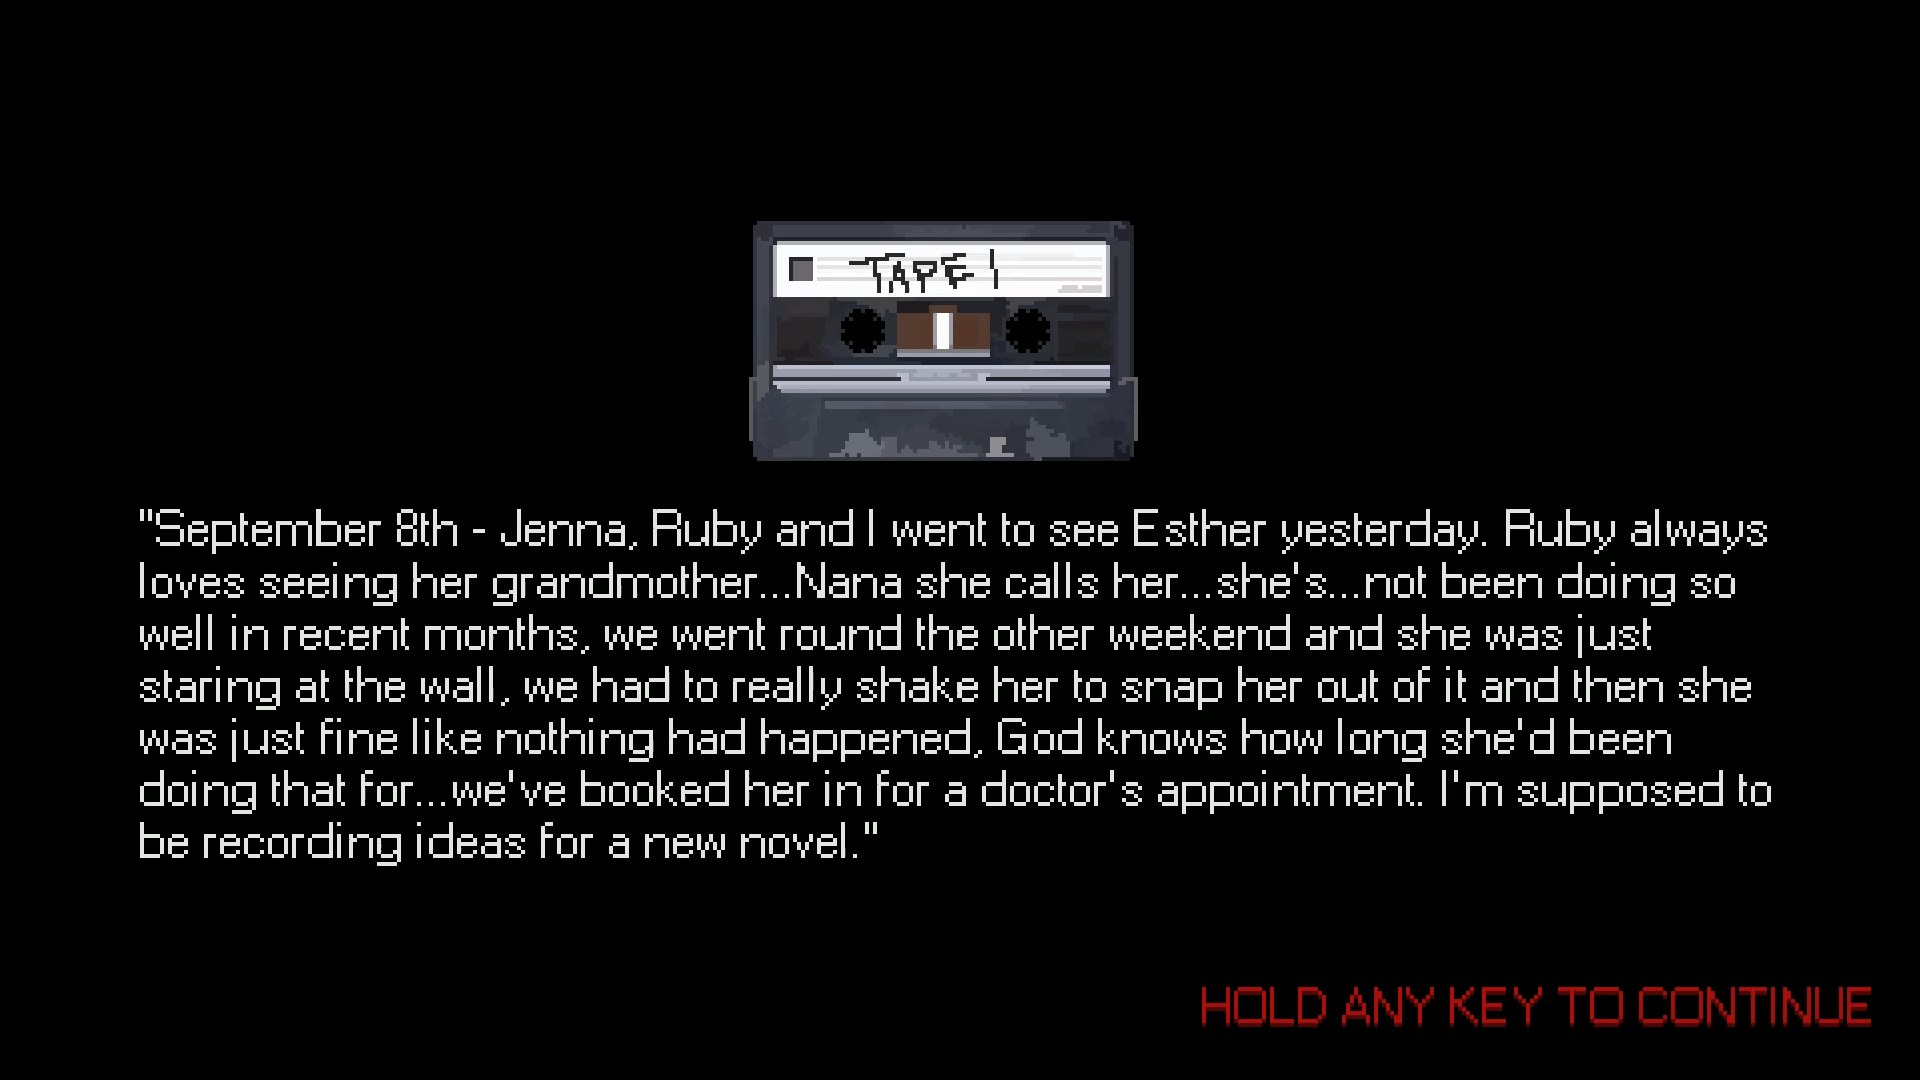 TAPE 1
"September 8th - Jenna, Ruby and I went to see Esther yesterday. Ruby always
loves seeing her grandmother...Nana she calls her...she's...not been doing so
well in recent months, we went round the other weekend and she was just
staring at the wall, we had to really shake her to snap her out of it and then she
was just fine like nothing had happened, God knows how long she'd been
doing that for...we've booked her in for a doctor's appointment. I'm supposed to
be recording ideas for a new novel."
HOLD ANY KEY TO CONTINUE